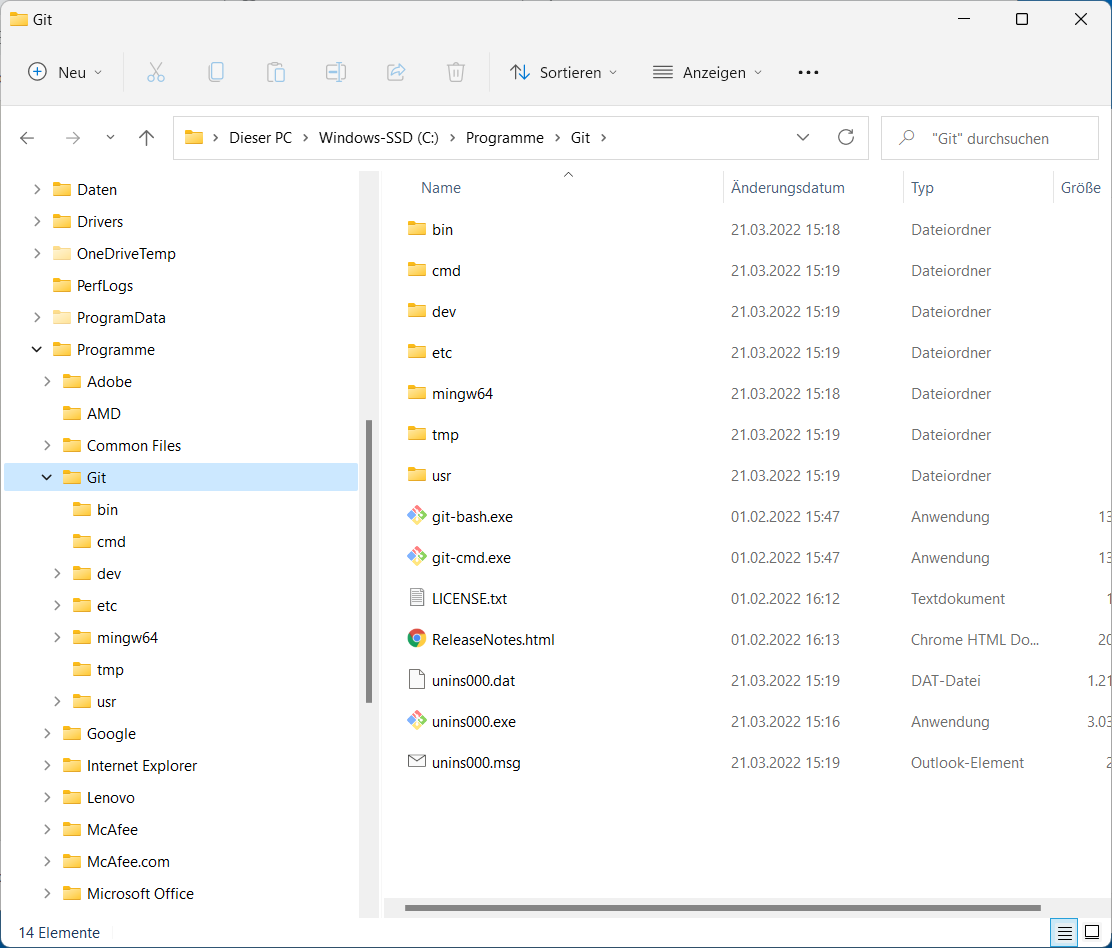 Git
Neu Sortieren Anzeigen
Dieser PC Windows-SSD (C:) Programme Git "Git" durchsuchen
Daten
Drivers
OneDriveTemp
PerfLogs
ProgramData
Programme
Adobe
AMD
Common Files
Git
bin
cmd
dev
etc
mingw64
tmp
usr
Google
Internet Explorer
Lenovo
McAfee
McAfee.com
Microsoft Office
Name Änderungsdatum Typ Größe
bin 21.03.2022 15:18 Dateiordner
cmd 21.03.2022 15:19 Dateiordner
dev 21.03.2022 15:19 Dateiordner
etc 21.03.2022 15:19 Dateiordner
mingw64 21.03.2022 15:18 Dateiordner
tmp 21.03.2022 15:19 Dateiordner
usr 21.03.2022 15:19 Dateiordner
git-bash.exe 01.02.2022 15:47 Anwendung 13
git-cmd.exe 01.02.2022 15:47 Anwendung 13
LICENSE.txt 01.02.2022 16:12 Textdokument 1
ReleaseNotes.html 01.02.2022 16:13 Chrome HTML Do... 20
unins000.dat 21.03.2022 15:19 DAT-Datei 1.21
unins000.exe 21.03.2022 15:16 Anwendung 3.03
unins000.msg 21.03.2022 15:19 Outlook-Element 2
14 Elemente